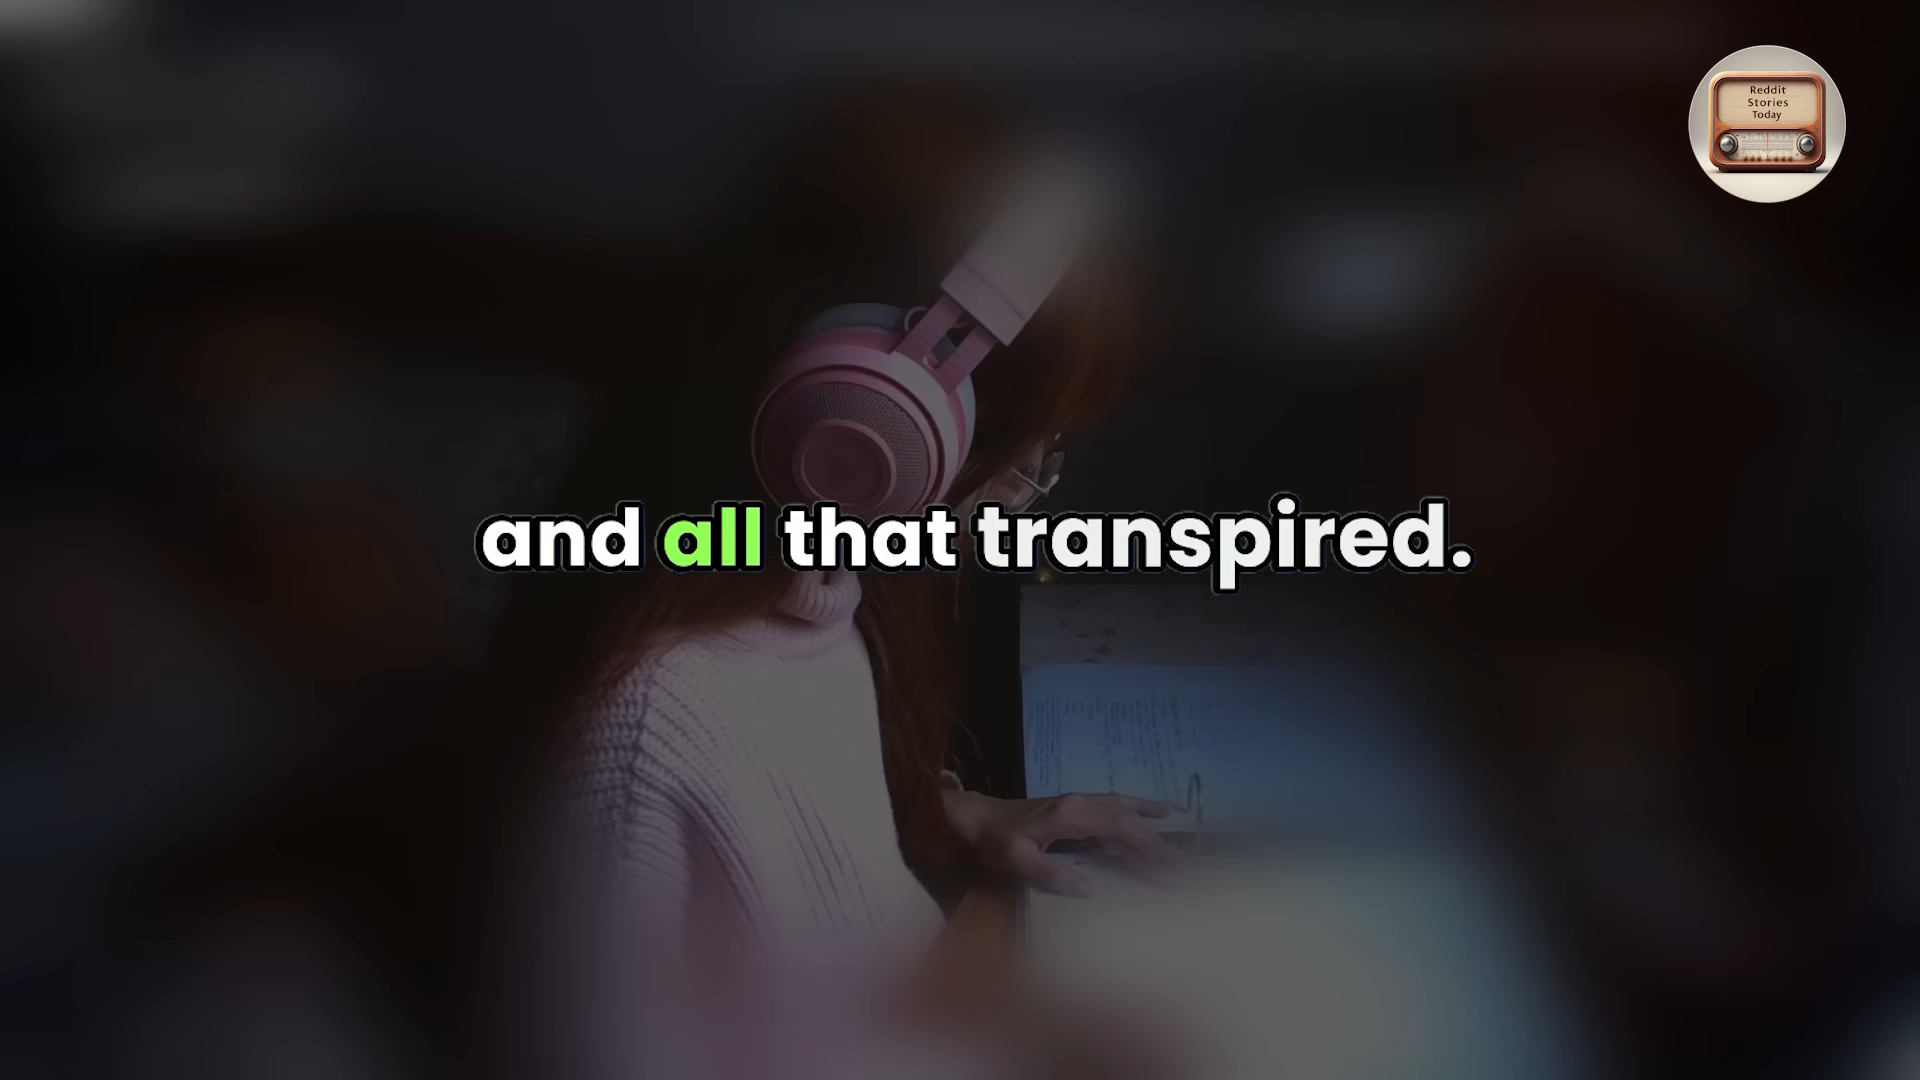 Reddit
Stories
Today
and all that transpired.